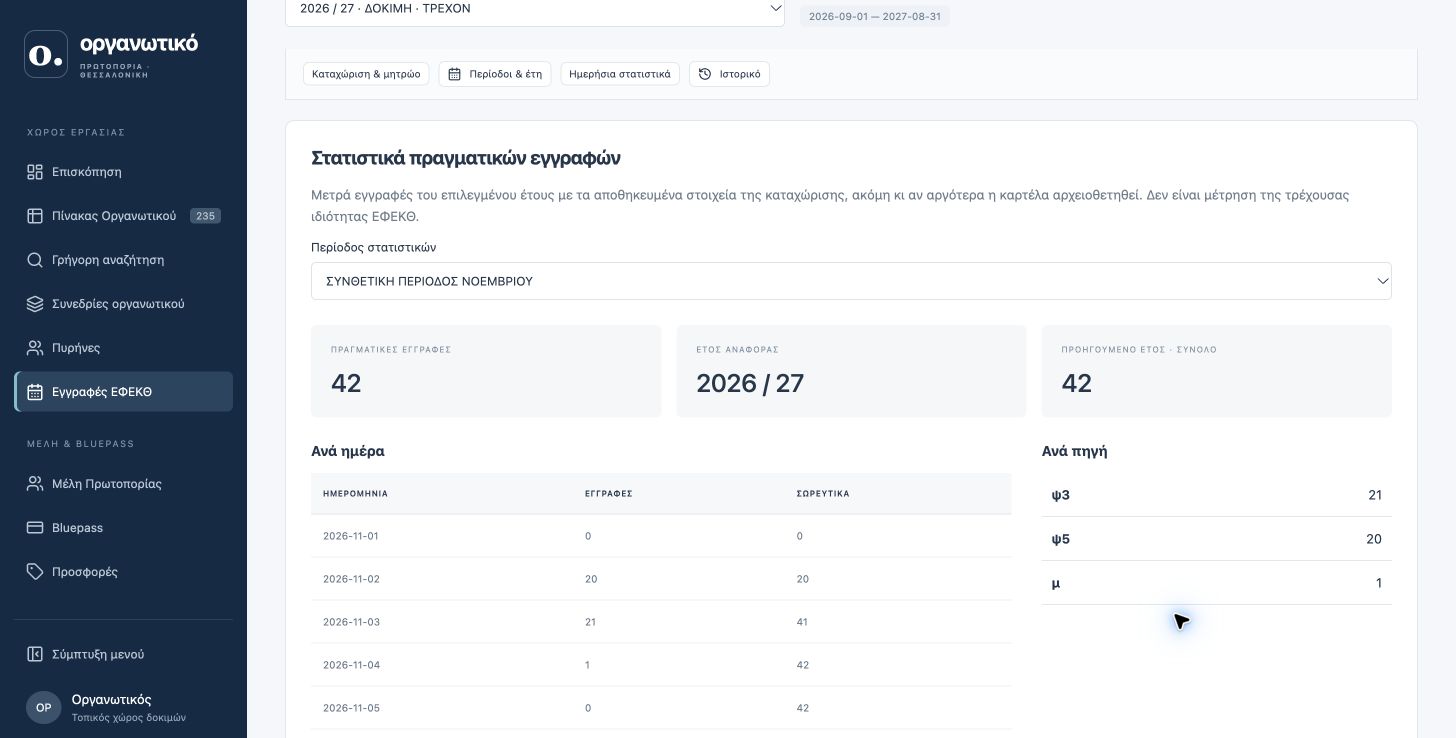 ο.
οργανωτικό
ΠΡΩΤΟΠΟΡΙΑ ·
ΘΕΣΣΑΛΟΝΙΚΗ
ΧΩΡΟΣ ΕΡΓΑΣΙΑΣ
Επισκόπηση
Πίνακας Οργανωτικού 235
Γρήγορη αναζήτηση
Συνεδρίες οργανωτικού
Πυρήνες
Εγγραφές ΕΦΕΚΘ
ΜΕΛΗ & BLUEPASS
Μέλη Πρωτοπορίας
Bluepass
Προσφορές
Σύμπτυξη μενού
OP
Οργανωτικός
Τοπικός χώρος δοκιμών
2026 / 27 · ΔΟΚΙΜΗ · ΤΡΕΧΟΝ
2026-09-01 — 2027-08-31
Καταχώριση & μητρώο
Περίοδοι & έτη
Ημερήσια στατιστικά
Ιστορικό
Στατιστικά πραγματικών εγγραφών
Μετρά εγγραφές του επιλεγμένου έτους με τα αποθηκευμένα στοιχεία της καταχώρισης, ακόμη κι αν αργότερα η καρτέλα αρχειοθετηθεί. Δεν είναι μέτρηση της τρέχουσας
ιδιότητας ΕΦΕΚΘ.
Περίοδος στατιστικών
ΣΥΝΘΕΤΙΚΗ ΠΕΡΙΟΔΟΣ ΝΟΕΜΒΡΙΟΥ
ΠΡΑΓΜΑΤΙΚΕΣ ΕΓΓΡΑΦΕΣ
42
ΕΤΟΣ ΑΝΑΦΟΡΑΣ
2026 / 27
ΠΡΟΗΓΟΥΜΕΝΟ ΕΤΟΣ · ΣΥΝΟΛΟ
42
Ανά ημέρα
ΗΜΕΡΟΜΗΝΙΑ ΕΓΓΡΑΦΕΣ ΣΩΡΕΥΤΙΚΑ
2026-11-01 0 0
2026-11-02 20 20
2026-11-03 21 41
2026-11-04 1 42
2026-11-05 0 42
Ανά πηγή
ψ3 21
ψ5 20
μ 1